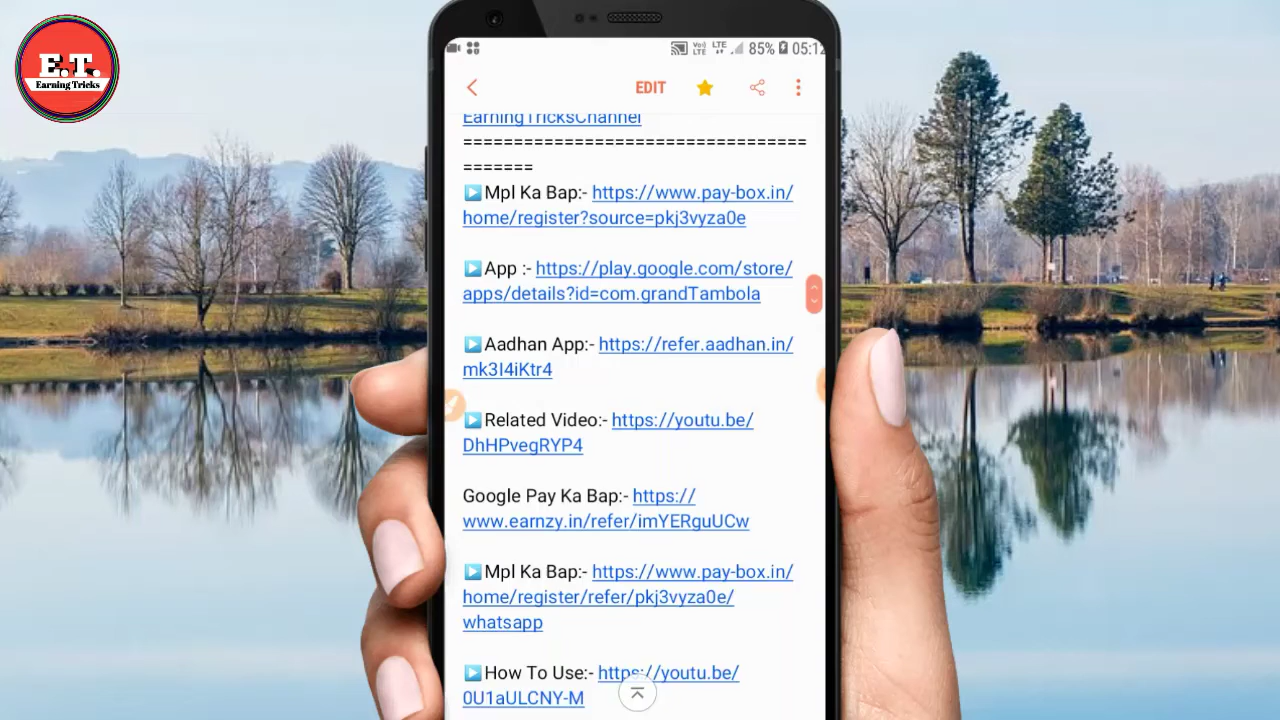 E.T.
Earning Tricks
VoI) LTE LTE 85% 05:12
EDIT
EarningTricksChannel
==================================
=======
Mpl Ka Bap:- https://www.pay-box.in/
home/register?source=pkj3vyza0e
App :- https://play.google.com/store/
apps/details?id=com.grandTambola
Aadhan App:- https://refer.aadhan.in/
mk3I4iKtr4
Related Video:- https://youtu.be/
DhHPvegRYP4
Google Pay Ka Bap:- https://
www.earnzy.in/refer/imYERguUCw
Mpl Ka Bap:- https://www.pay-box.in/
home/register/refer/pkj3vyza0e/
whatsapp
How To Use:- https://youtu.be/
0U1aULCNY-M